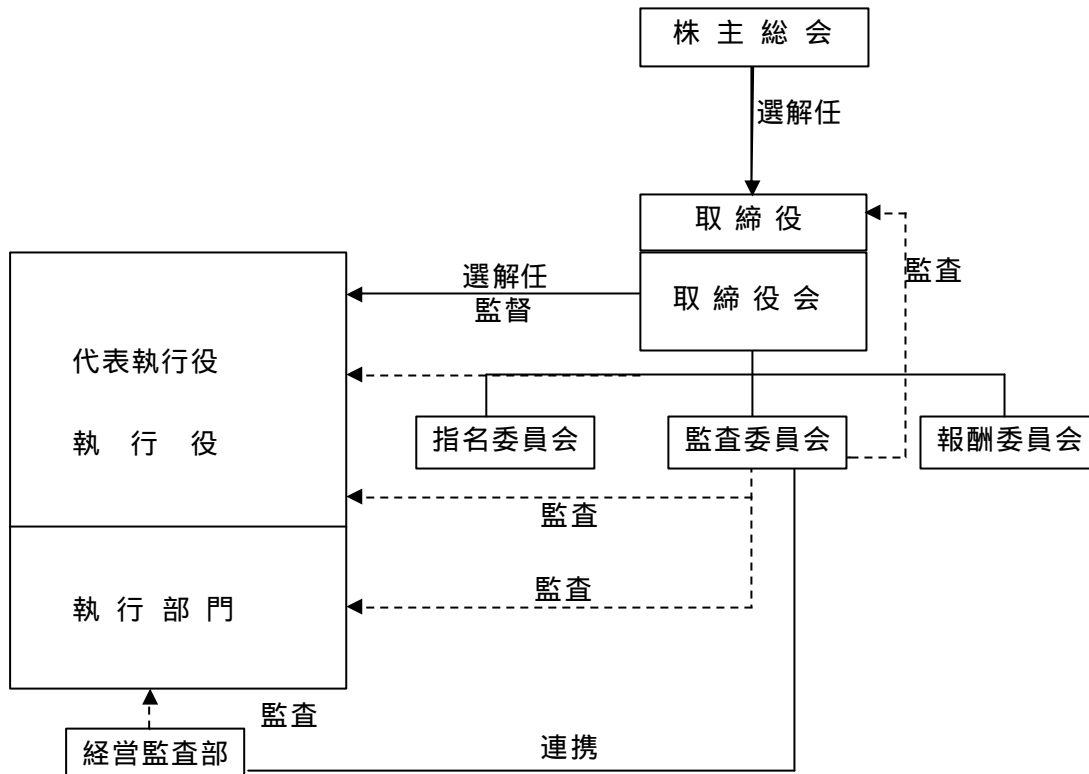 株主総会
選解任
取締役
監査
選解任
監督
取締役会
代表執行役
執行役
指名委員会
監査委員会
報酬委員会
監査
監査
執行部門
監査
経営監査部
連携